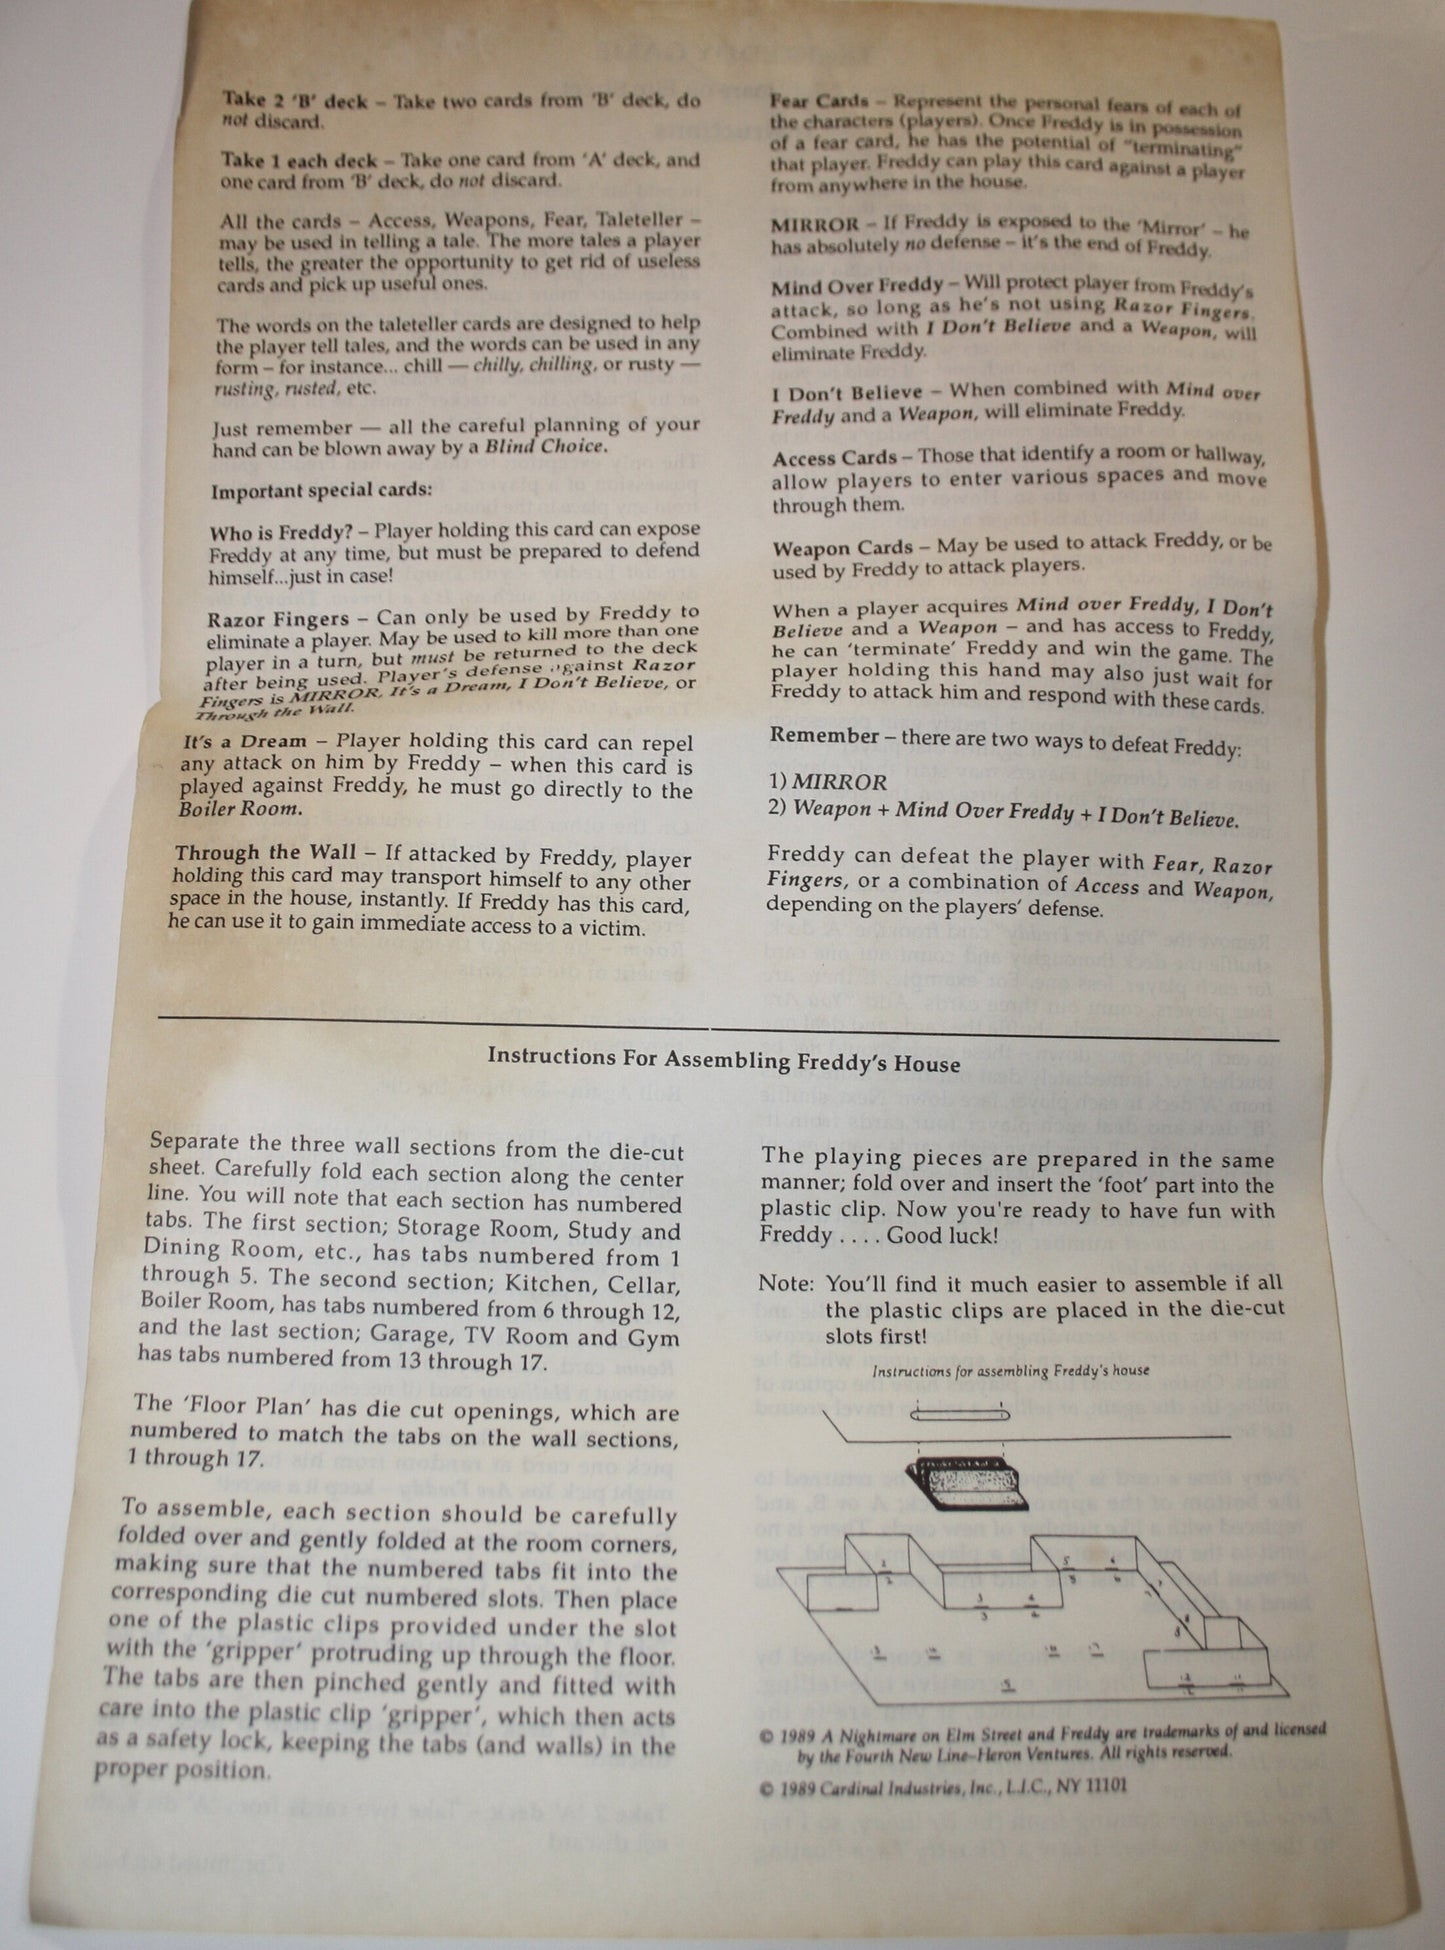 Take 2 'B' deck – Take two cards from 'B' deck, do
not discard.
Take 1 each deck – Take one card from 'A' deck, and
one card from 'B' deck, do not discard.
All the cards – Access, Weapons, Fear, Taleteller –
may be used in telling a tale. The more tales a player
tells, the greater the opportunity to get rid of useless
cards and pick up useful ones.
The words on the taleteller cards are designed to help
the player tell tales, and the words can be used in any
form – for instance... chill — chilly, chilling, or rusty —
rusting, rusted, etc.
Just remember — all the careful planning of your
hand can be blown away by a Blind Choice.
Important special cards:
Who is Freddy? – Player holding this card can expose
Freddy at any time, but must be prepared to defend
himself...just in case!
Razor Fingers – Can only be used by Freddy to
eliminate a player. May be used to kill more than one
player in a turn, but must be returned to the deck
after being used. Player's defense against Razor
Fingers is MIRROR, It's a Dream, I Don't Believe, or
Through the Wall.
It's a Dream – Player holding this card can repel
any attack on him by Freddy – when this card is
played against Freddy, he must go directly to the
Boiler Room.
Through the Wall – If attacked by Freddy, player
holding this card may transport himself to any other
space in the house, instantly. If Freddy has this card,
he can use it to gain immediate access to a victim.
Fear Cards – Represent the personal fears of each of
the characters (players). Once Freddy is in possession
of a fear card, he has the potential of "terminating"
that player. Freddy can play this card against a player
from anywhere in the house.
MIRROR – If Freddy is exposed to the 'Mirror' – he
has absolutely no defense – it's the end of Freddy.
Mind Over Freddy – Will protect player from Freddy's
attack, so long as he's not using Razor Fingers.
Combined with I Don't Believe and a Weapon, will
eliminate Freddy.
I Don't Believe – When combined with Mind over
Freddy and a Weapon, will eliminate Freddy.
Access Cards – Those that identify a room or hallway,
allow players to enter various spaces and move
through them.
Weapon Cards – May be used to attack Freddy, or be
used by Freddy to attack players.
When a player acquires Mind over Freddy, I Don't
Believe and a Weapon – and has access to Freddy,
he can 'terminate' Freddy and win the game. The
player holding this hand may also just wait for
Freddy to attack him and respond with these cards.
Remember – there are two ways to defeat Freddy:
1) MIRROR
2) Weapon + Mind Over Freddy + I Don't Believe.
Freddy can defeat the player with Fear, Razor
Fingers, or a combination of Access and Weapon,
depending on the players' defense.
Instructions For Assembling Freddy's House
Separate the three wall sections from the die-cut
sheet. Carefully fold each section along the center
line. You will note that each section has numbered
tabs. The first section; Storage Room, Study and
Dining Room, etc., has tabs numbered from 1
through 5. The second section; Kitchen, Cellar,
Boiler Room, has tabs numbered from 6 through 12,
and the last section; Garage, TV Room and Gym
has tabs numbered from 13 through 17.
The 'Floor Plan' has die cut openings, which are
numbered to match the tabs on the wall sections,
1 through 17.
To assemble, each section should be carefully
folded over and gently folded at the room corners,
making sure that the numbered tabs fit into the
corresponding die cut numbered slots. Then place
one of the plastic clips provided under the slot
with the 'gripper' protruding up through the floor.
The tabs are then pinched gently and fitted with
care into the plastic clip 'gripper', which then acts
as a safety lock, keeping the tabs (and walls) in the
proper position.
The playing pieces are prepared in the same
manner; fold over and insert the 'foot' part into the
plastic clip. Now you're ready to have fun with
Freddy . . . . Good luck!
Note: You'll find it much easier to assemble if all
the plastic clips are placed in the die-cut
slots first!
Instructions for assembling Freddy's house
© 1989 A Nightmare on Elm Street and Freddy are trademarks of and licensed
by the Fourth New Line–Heron Ventures. All rights reserved.
© 1989 Cardinal Industries, Inc., L.I.C., NY 11101